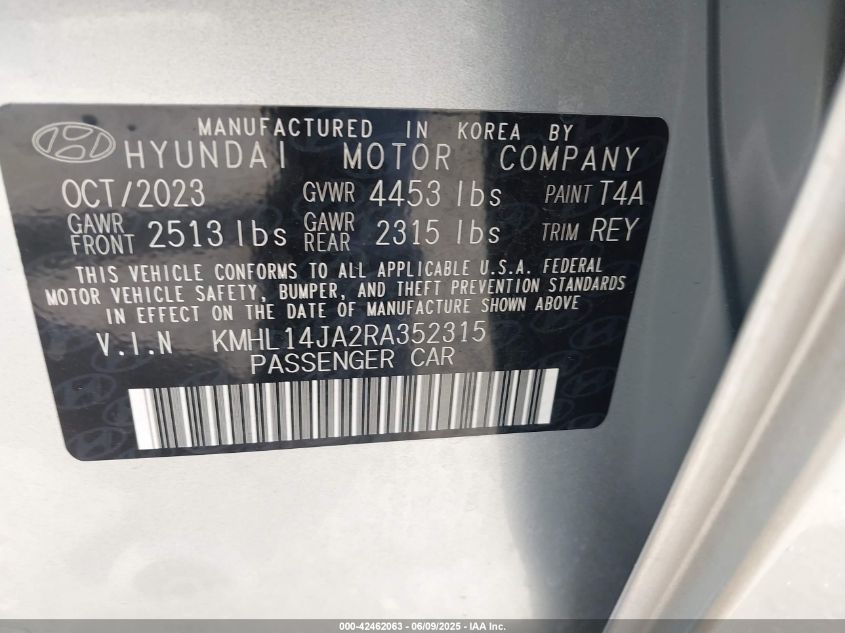 MANUFACTURED IN KOREA BY
HYUNDAI MOTOR COMPANY
OCT/2023 GVWR 4453 lbs PAINT T4A
GAWR FRONT 2513 lbs GAWR REAR 2315 lbs TRIM REY
THIS VEHICLE CONFORMS TO ALL APPLICABLE U.S.A. FEDERAL
MOTOR VEHICLE SAFETY, BUMPER, AND THEFT PREVENTION STANDARDS
IN EFFECT ON THE DATE OF MANUFACTURE SHOWN ABOVE
V.I.N KMHL14JA2RA352315
PASSENGER CAR
000-42462063 - 06/09/2025 - IAA Inc.